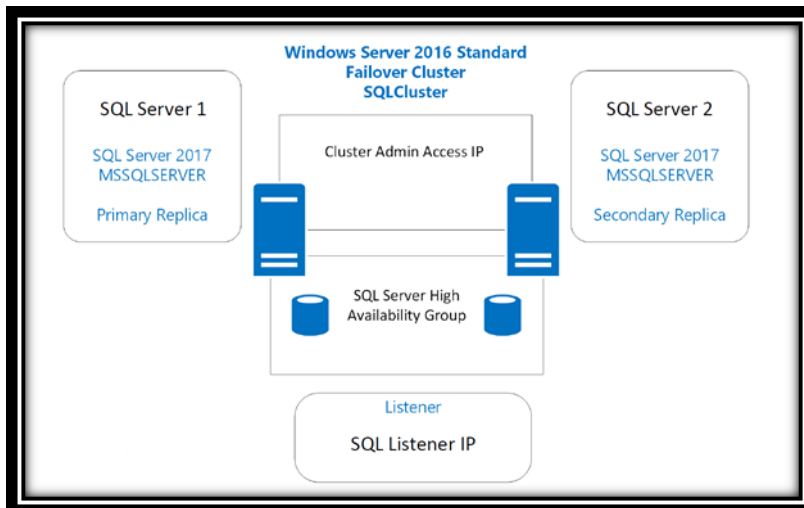 Windows Server 2016 Standard
Failover Cluster
SQLCluster
SQL Server 1
SQL Server 2017
MSSQLSERVER
Primary Replica
Cluster Admin Access IP
SQL Server 2
SQL Server 2017
MSSQLSERVER
Secondary Replica
SQL Server High
Availability Group
Listener
SQL Listener IP